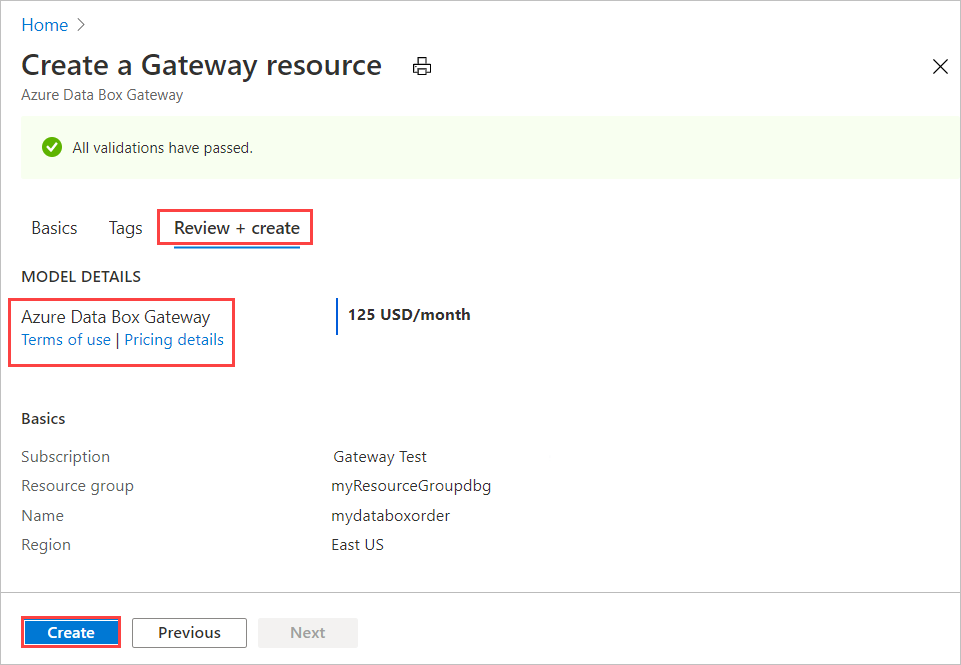 Home
Create a Gateway resource
Azure Data Box Gateway
All validations have passed.
Basics Tags Review + create
MODEL DETAILS
Azure Data Box Gateway 125 USD/month
Terms of use | Pricing details
Basics
Subscription Gateway Test
Resource group myResourceGroupdbg
Name mydataboxorder
Region East US
Create Previous Next